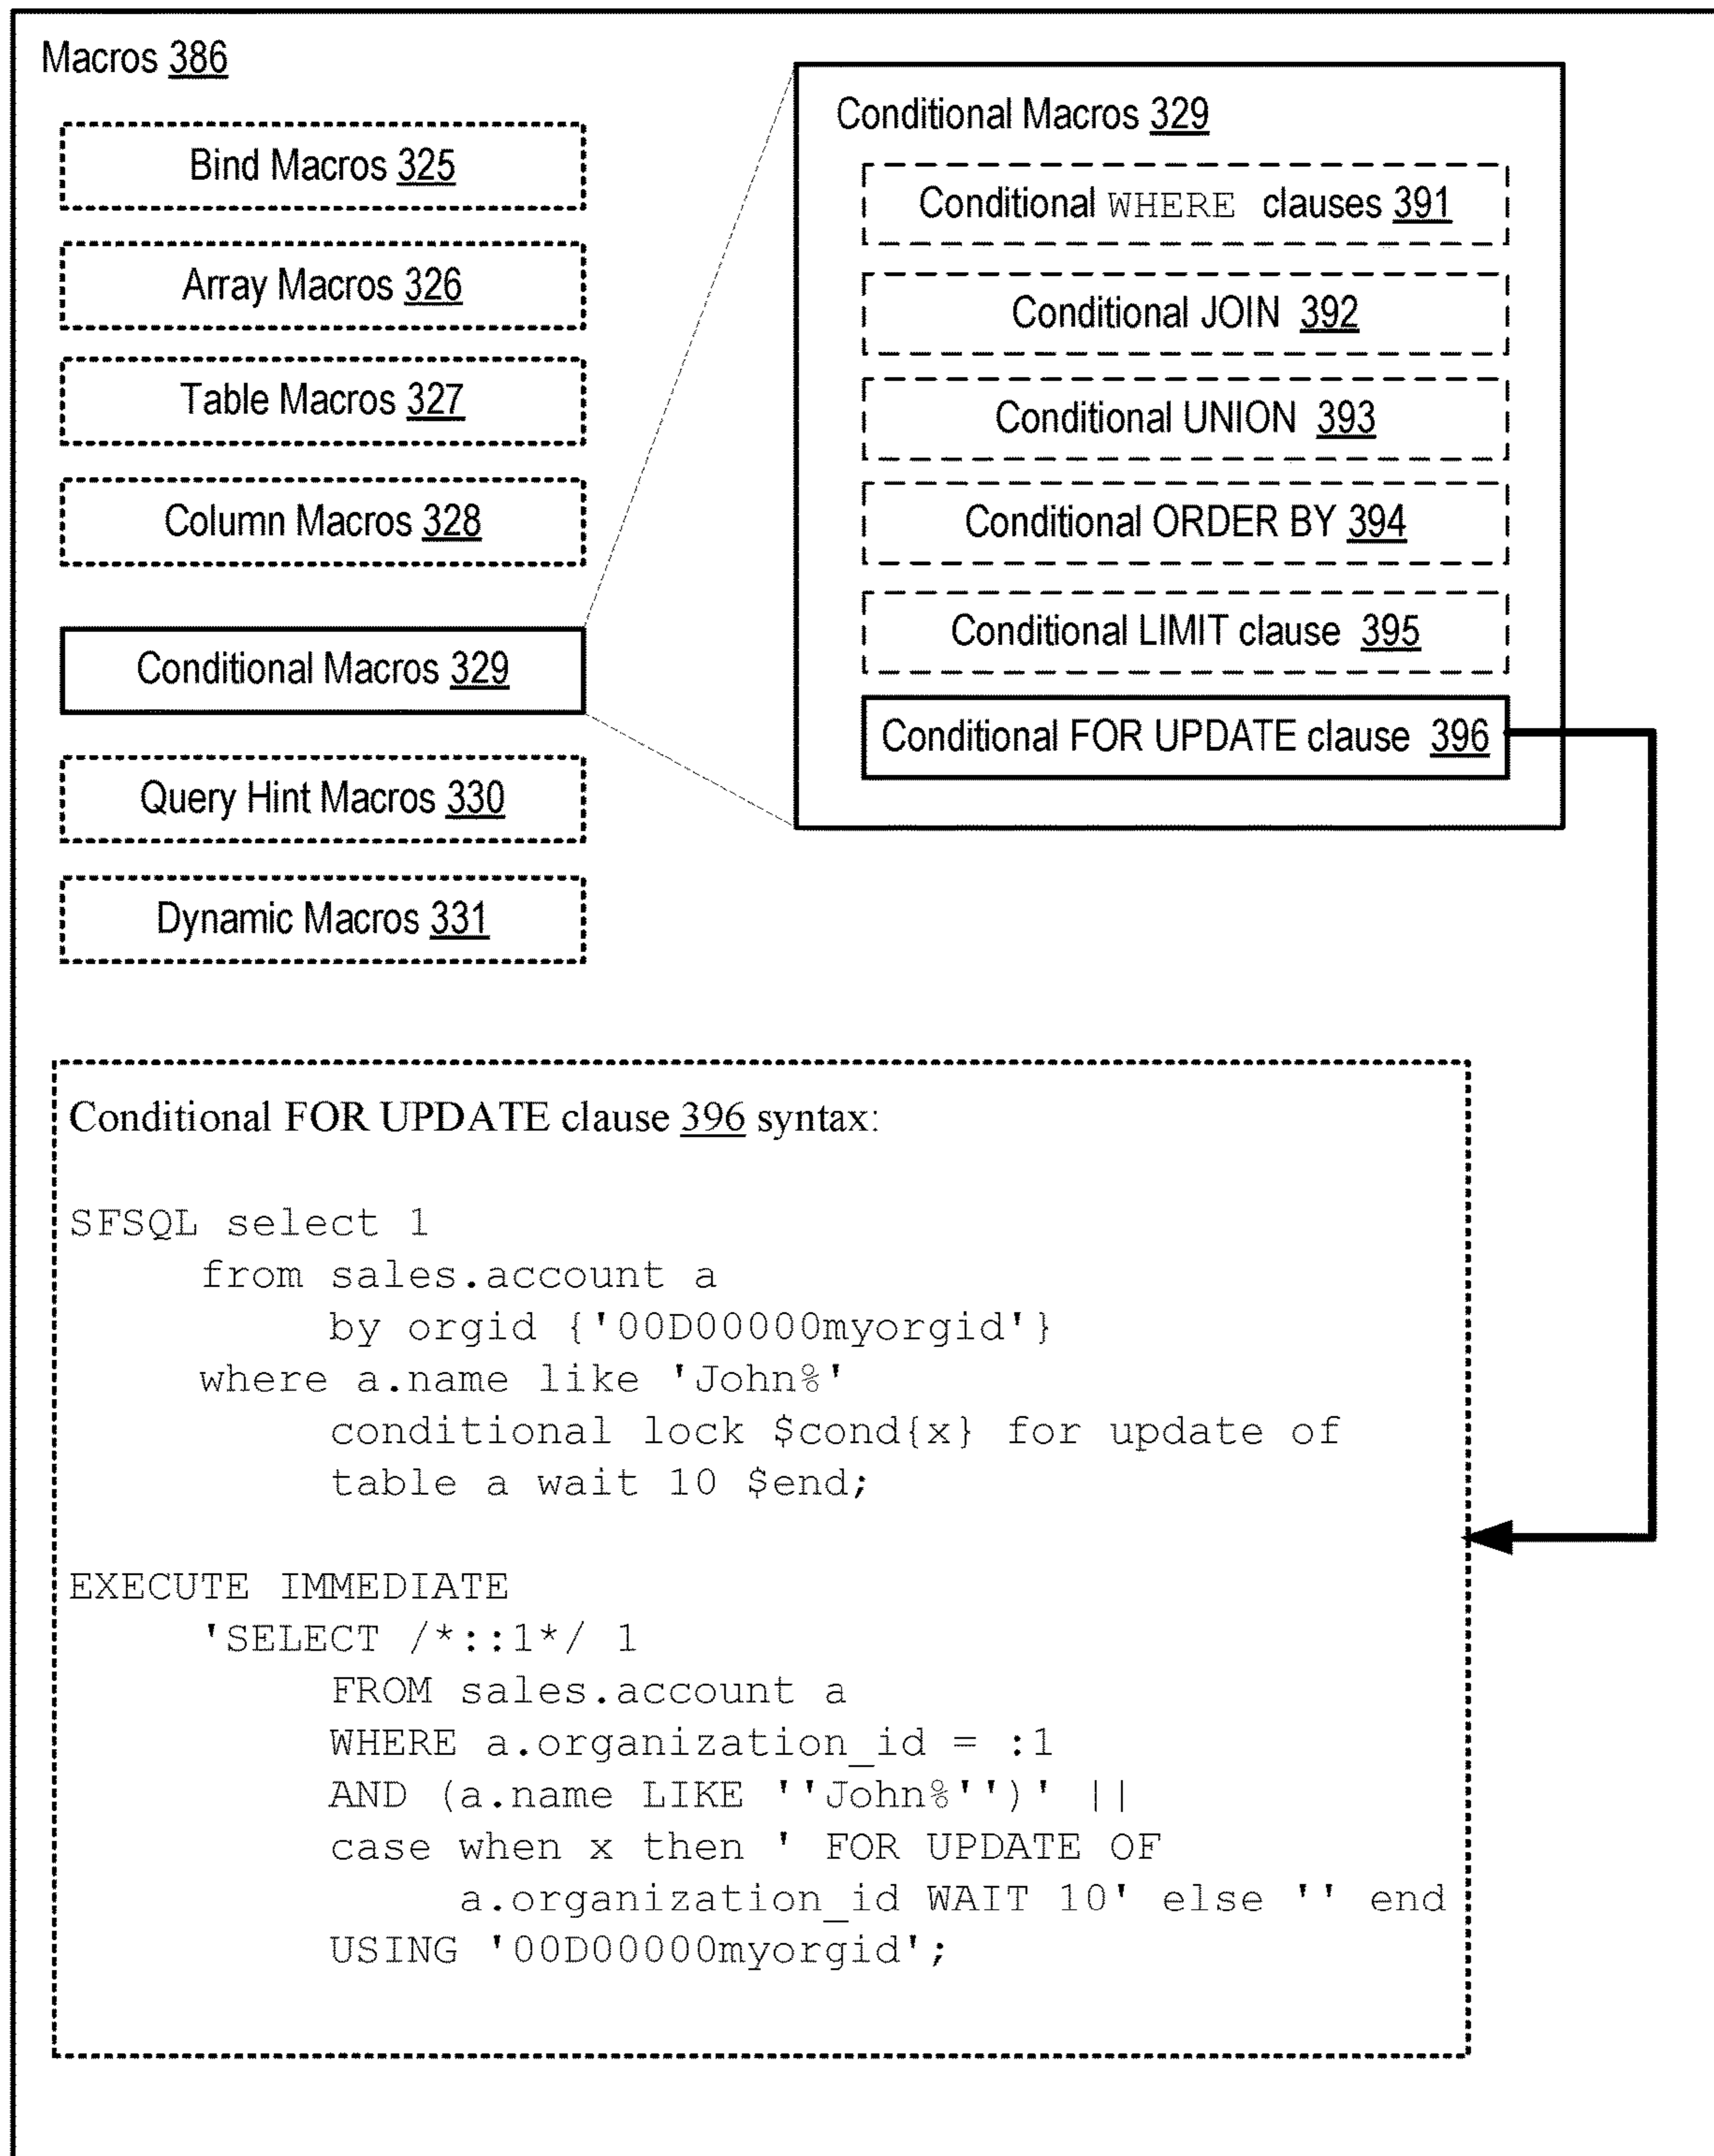 Macros 386
Bind Macros 325
Array Macros 326
Table Macros 327
Column Macros 328
Conditional Macros 329
Query Hint Macros 330
Dynamic Macros 331
Conditional Macros 329
Conditional WHERE clauses 391
Conditional JOIN 392
Conditional UNION 393
Conditional ORDER BY 394
Conditional LIMIT clause 395
Conditional FOR UPDATE clause 396
Conditional FOR UPDATE clause 396 syntax:
SFSQL select 1
from sales.account a
by orgid {'00D00000myorgid'}
where a.name like 'John%'
conditional lock $cond{x} for update of
table a wait 10 $end;
EXECUTE IMMEDIATE
'SELECT /*::1*/ 1
FROM sales.account a
WHERE a.organization_id = :1
AND (a.name LIKE ''John%'')' ||
case when x then ' FOR UPDATE OF
a.organization_id WAIT 10' else '' end
USING '00D00000myorgid';